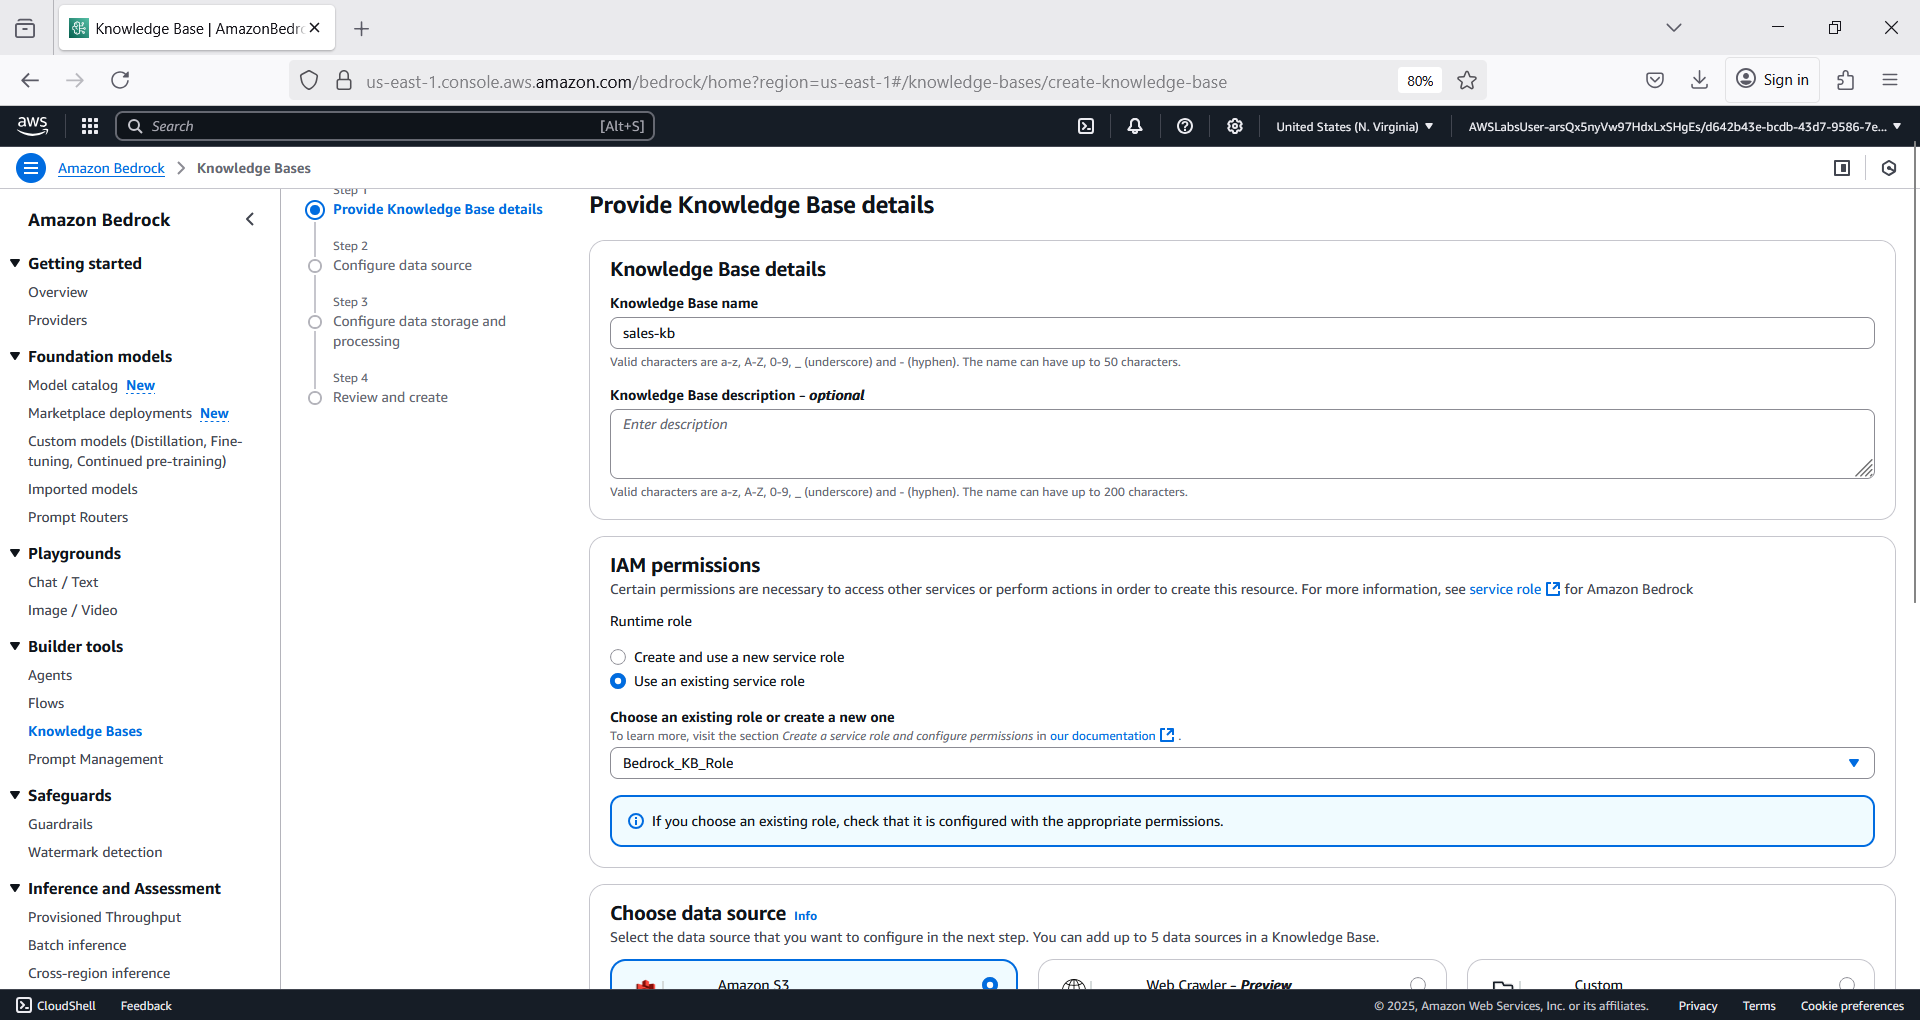 Knowledge Base | AmazonBedr
us-east-1.console.aws.amazon.com/bedrock/home?region=us-east-1#/knowledge-bases/create-knowledge-base
80%
Sign in
aws
Search
[Alt+S]
United States (N. Virginia)
AWSLabsUser-arsQx5nyVw97HdxLxSHgEs/d642b43e-bcdb-43d7-9586-7e...
Amazon Bedrock
Knowledge Bases
Amazon Bedrock
Getting started
Overview
Providers
Foundation models
Model catalog New
Marketplace deployments New
Custom models (Distillation, Fine-
tuning, Continued pre-training)
Imported models
Prompt Routers
Playgrounds
Chat / Text
Image / Video
Builder tools
Agents
Flows
Knowledge Bases
Prompt Management
Safeguards
Guardrails
Watermark detection
Inference and Assessment
Provisioned Throughput
Batch inference
Cross-region inference
Step 1
Provide Knowledge Base details
Step 2
Configure data source
Step 3
Configure data storage and
processing
Step 4
Review and create
Provide Knowledge Base details
Knowledge Base details
Knowledge Base name
sales-kb
Valid characters are a-z, A-Z, 0-9, _ (underscore) and - (hyphen). The name can have up to 50 characters.
Knowledge Base description - optional
Enter description
Valid characters are a-z, A-Z, 0-9, _ (underscore) and - (hyphen). The name can have up to 200 characters.
IAM permissions
Certain permissions are necessary to access other services or perform actions in order to create this resource. For more information, see service role for Amazon Bedrock
Runtime role
Create and use a new service role
Use an existing service role
Choose an existing role or create a new one
To learn more, visit the section Create a service role and configure permissions in our documentation .
Bedrock_KB_Role
If you choose an existing role, check that it is configured with the appropriate permissions.
Choose data source Info
Select the data source that you want to configure in the next step. You can add up to 5 data sources in a Knowledge Base.
Amazon S3
Web Crawler – Preview
Custom
CloudShell
Feedback
© 2025, Amazon Web Services, Inc. or its affiliates.
Privacy
Terms
Cookie preferences